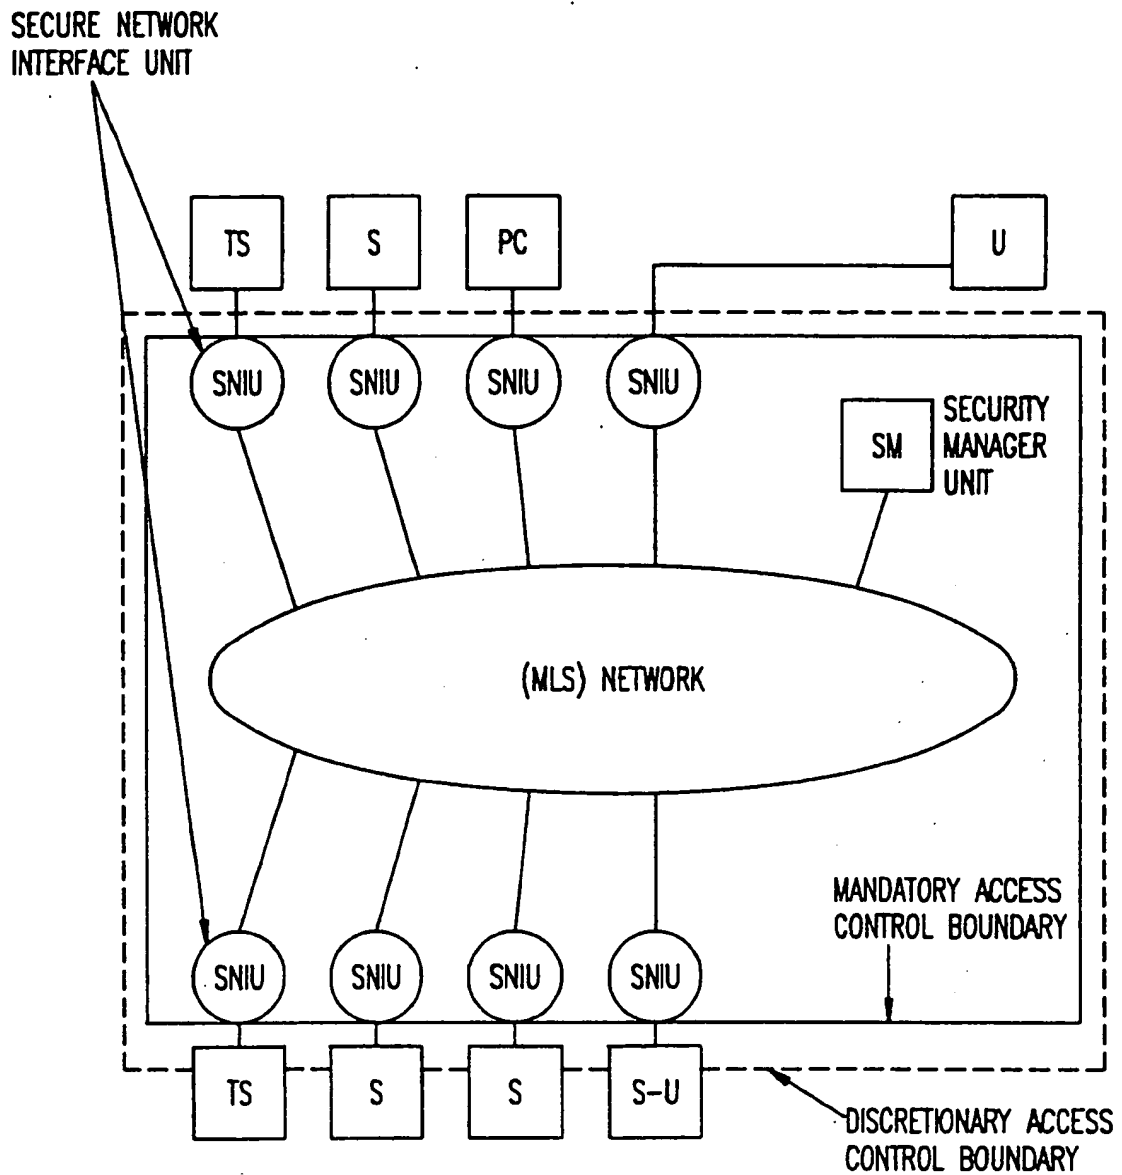 SECURE NETWORK
INTERFACE UNIT
TS
S
PC
U
SNIU
SNIU
SNIU
SNIU
SM
SECURITY
MANAGER
UNIT
(MLS) NETWORK
MANDATORY ACCESS
CONTROL BOUNDARY
SNIU
SNIU
SNIU
SNIU
TS
S
S
S-U
DISCRETIONARY ACCESS
CONTROL BOUNDARY